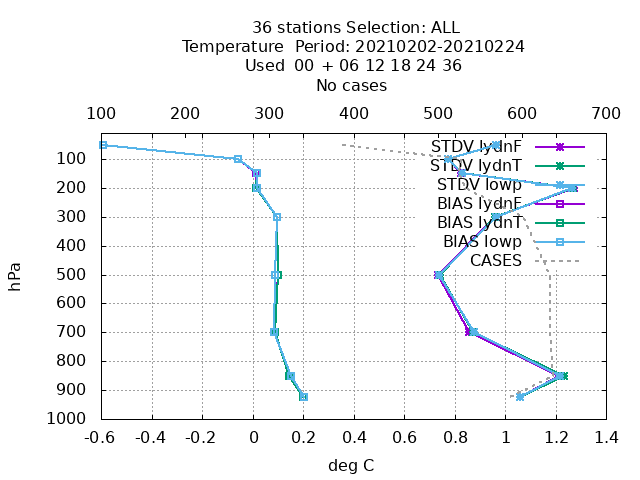 36 stations Selection: ALL
Temperature  Period: 20210202-20210224
Used  00 + 06 12 18 24 36
No cases
100 200 300 400 500 600 700
STDV lydnF
STDV lydnT
STDV lowp
BIAS lydnF
BIAS lydnT
BIAS lowp
CASES
100
200
300
400
500
600
700
800
900
1000
hPa
-0.6 -0.4 -0.2 0 0.2 0.4 0.6 0.8 1 1.2 1.4
deg C